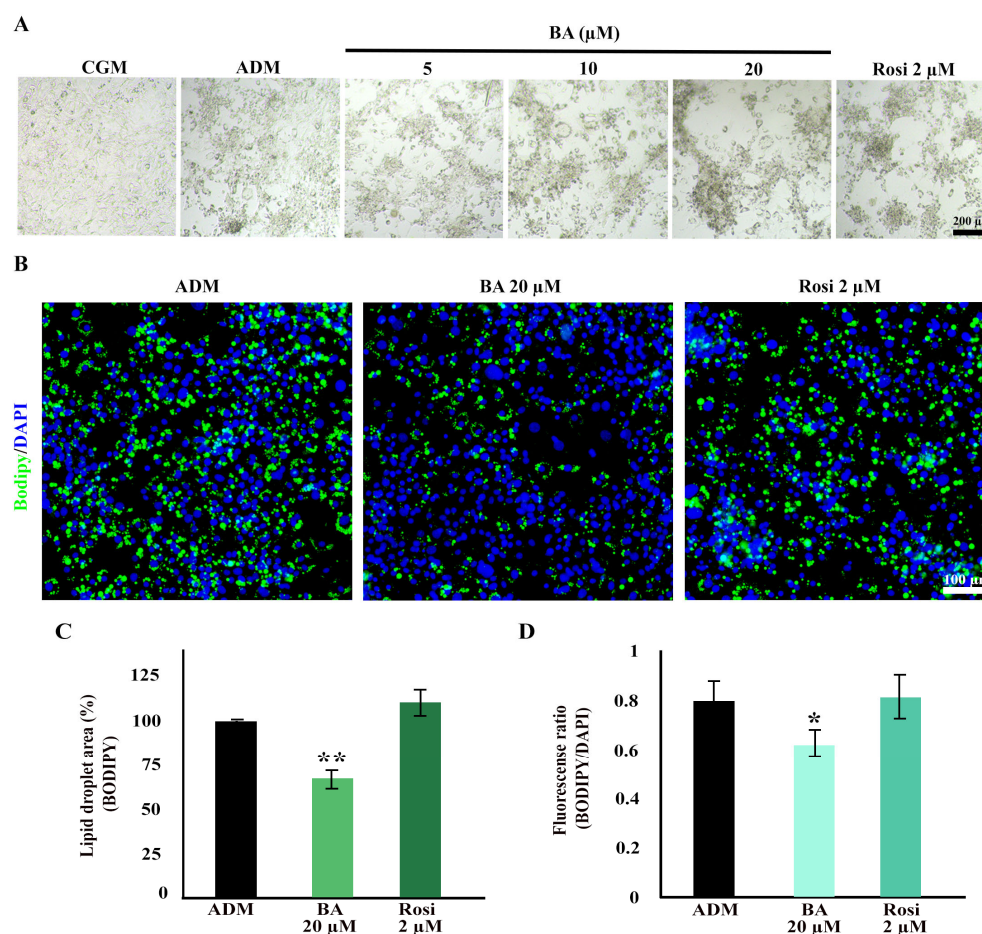 A
BA (µM)
CGM
ADM
5
10
20
Rosi 2 µM
200 µ
B
ADM
BA 20 µM
Rosi 2 µM
Bodipy/DAPI
100 µ
C
D
Lipid droplet area (%)
(BODIPY)
125
100
75
50
25
0
**
ADM
BA
20 µM
Rosi
2 µM
Fluorescense ratio
(BODIPY/DAPI)
1
0.8
0.6
0.4
0.2
0
*
ADM
BA
20 µM
Rosi
2 µM